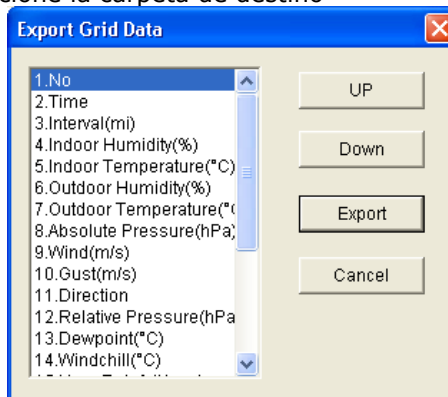 la carpeta de destino
Export Grid Data
1.No
2.Time
3.Interval(mi)
4.Indoor Humidity(%)
5.Indoor Temperature(°C)
6.Outdoor Humidity(%)
7.Outdoor Temperature(°
8.Absolute Pressure(hPa)
9.Wind(m/s)
10.Gust(m/s)
11.Direction
12.Relative Pressure(hPa
13.Dewpoint(°C)
14.Windchill(°C)
UP
Down
Export
Cancel